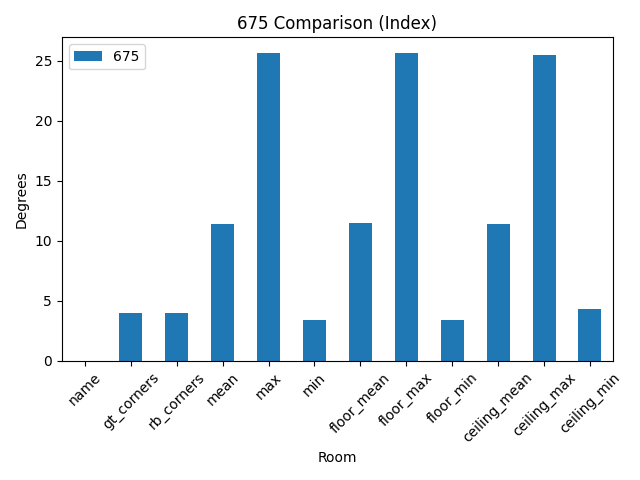 675 Comparison (Index)
675
Degrees
25
20
15
10
5
0
name
gt_corners
rb_corners
mean
max
min
floor_mean
floor_max
floor_min
ceiling_mean
ceiling_max
ceiling_min
Room